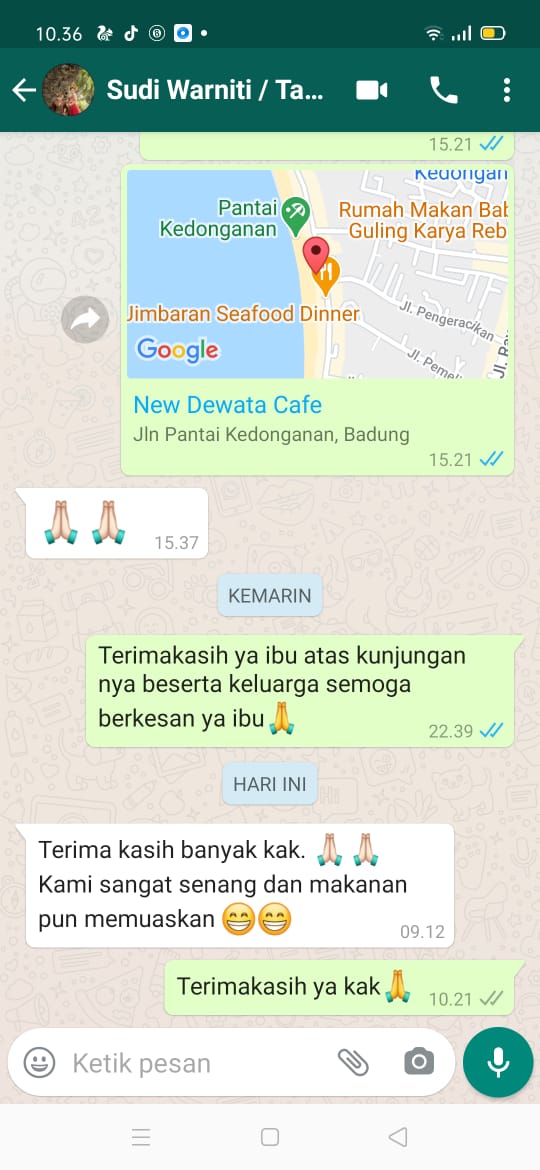 10.36
Sudi Warniti / Ta...
15.21
Kedongan
Pantai
Kedonganan
Rumah Makan Bab
Guling Karya Reb
Jimbaran Seafood Dinner
Jl. Pengeracikan
Google
New Dewata Cafe
Jln Pantai Kedonganan, Badung
15.21
15.37
KEMARIN
Terimakasih ya ibu atas kunjungan
nya beserta keluarga semoga
berkesan ya ibu🙏
22.39
HARI INI
Terima kasih banyak kak. 🙏🏻 🙏🏻
Kami sangat senang dan makanan
pun memuaskan 😁😁
09.12
Terimakasih ya kak🙏
10.21
Ketik pesan